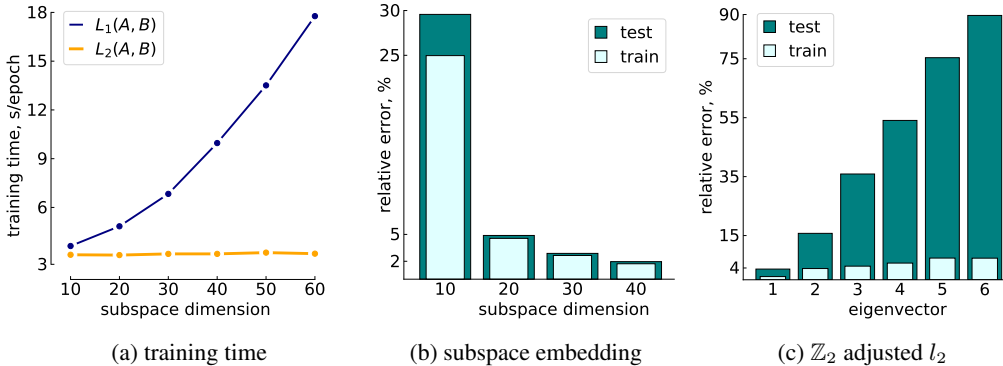 18
15
12
9
6
3
training time, s/epoch
L₁(A, B)
L₂(A, B)
10 20 30 40 50 60
subspace dimension
(a) training time
30
25
5
2
relative error, %
test
train
10 20 30 40
subspace dimension
(b) subspace embedding
90
75
55
35
15
4
relative error, %
test
train
1 2 3 4 5 6
eigenvector
(c) ℤ₂ adjusted l₂